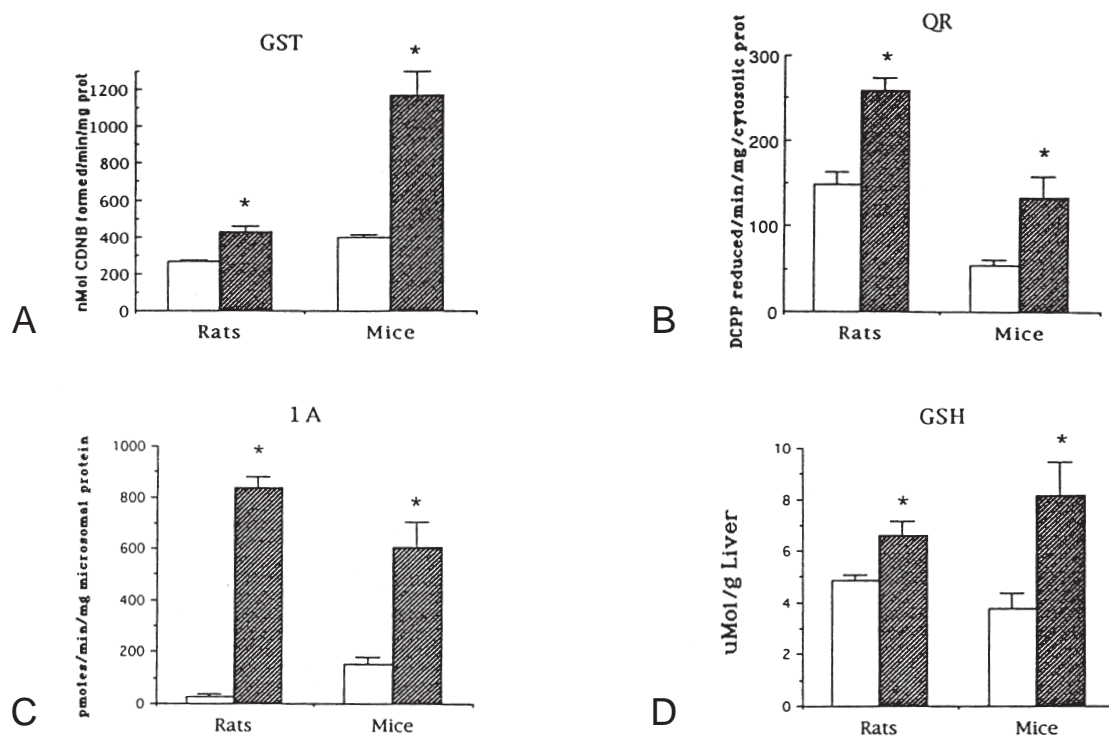 GST
*
*
nMol CDNB formed/min/mg prot
1200
1000
800
600
400
200
0
Rats Mice
A
QR
*
*
DCPP reduced/min/mg/cytosolic prot
300
200
100
0
Rats Mice
B
1 A
*
*
pmoles/min/mg microsomal protein
1000
800
600
400
200
0
Rats Mice
C
GSH
*
*
uMol/g Liver
10
8
6
4
2
0
Rats Mice
D